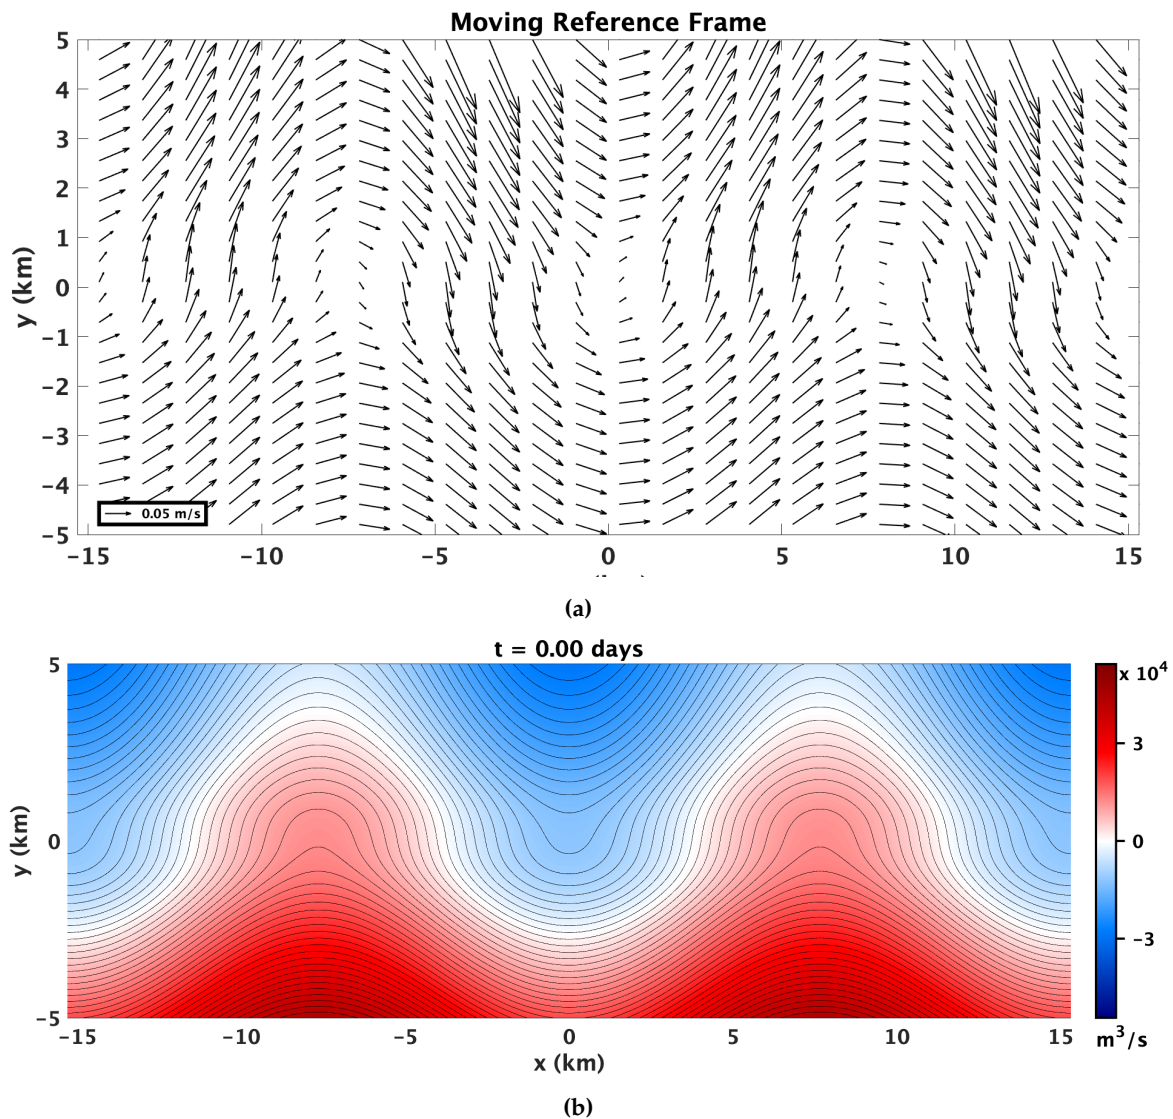 Moving Reference Frame
5
4
3
2
1
0
−1
−2
−3
−4
−5
y (km)
0.05 m/s
−15 −10 −5 0 5 10 15
(a)
t = 0.00 days
5
0
−5
y (km)
−15 −10 −5 0 5 10 15
x (km)
x 10⁴
3
0
−3
m³/s
(b)